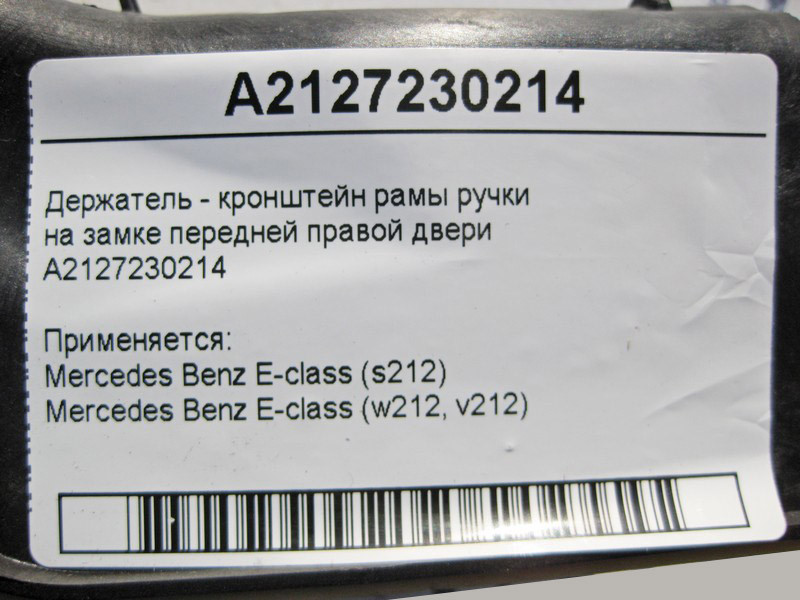 A2127230214
Держатель - кронштейн рамы ручки
на замке передней правой двери
A2127230214
Применяется:
Mercedes Benz E-class (s212)
Mercedes Benz E-class (w212, v212)